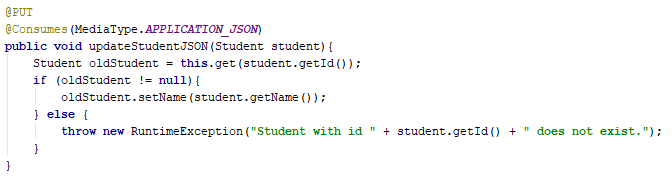 @PUT
@Consumes(MediaType.APPLICATION_JSON)
public void updateStudentJSON(Student student){
    Student oldStudent = this.get(student.getId());
    if (oldStudent != null){
        oldStudent.setName(student.getName());
    } else {
        throw new RuntimeException("Student with id " + student.getId() + " does not exist.");
    }
}